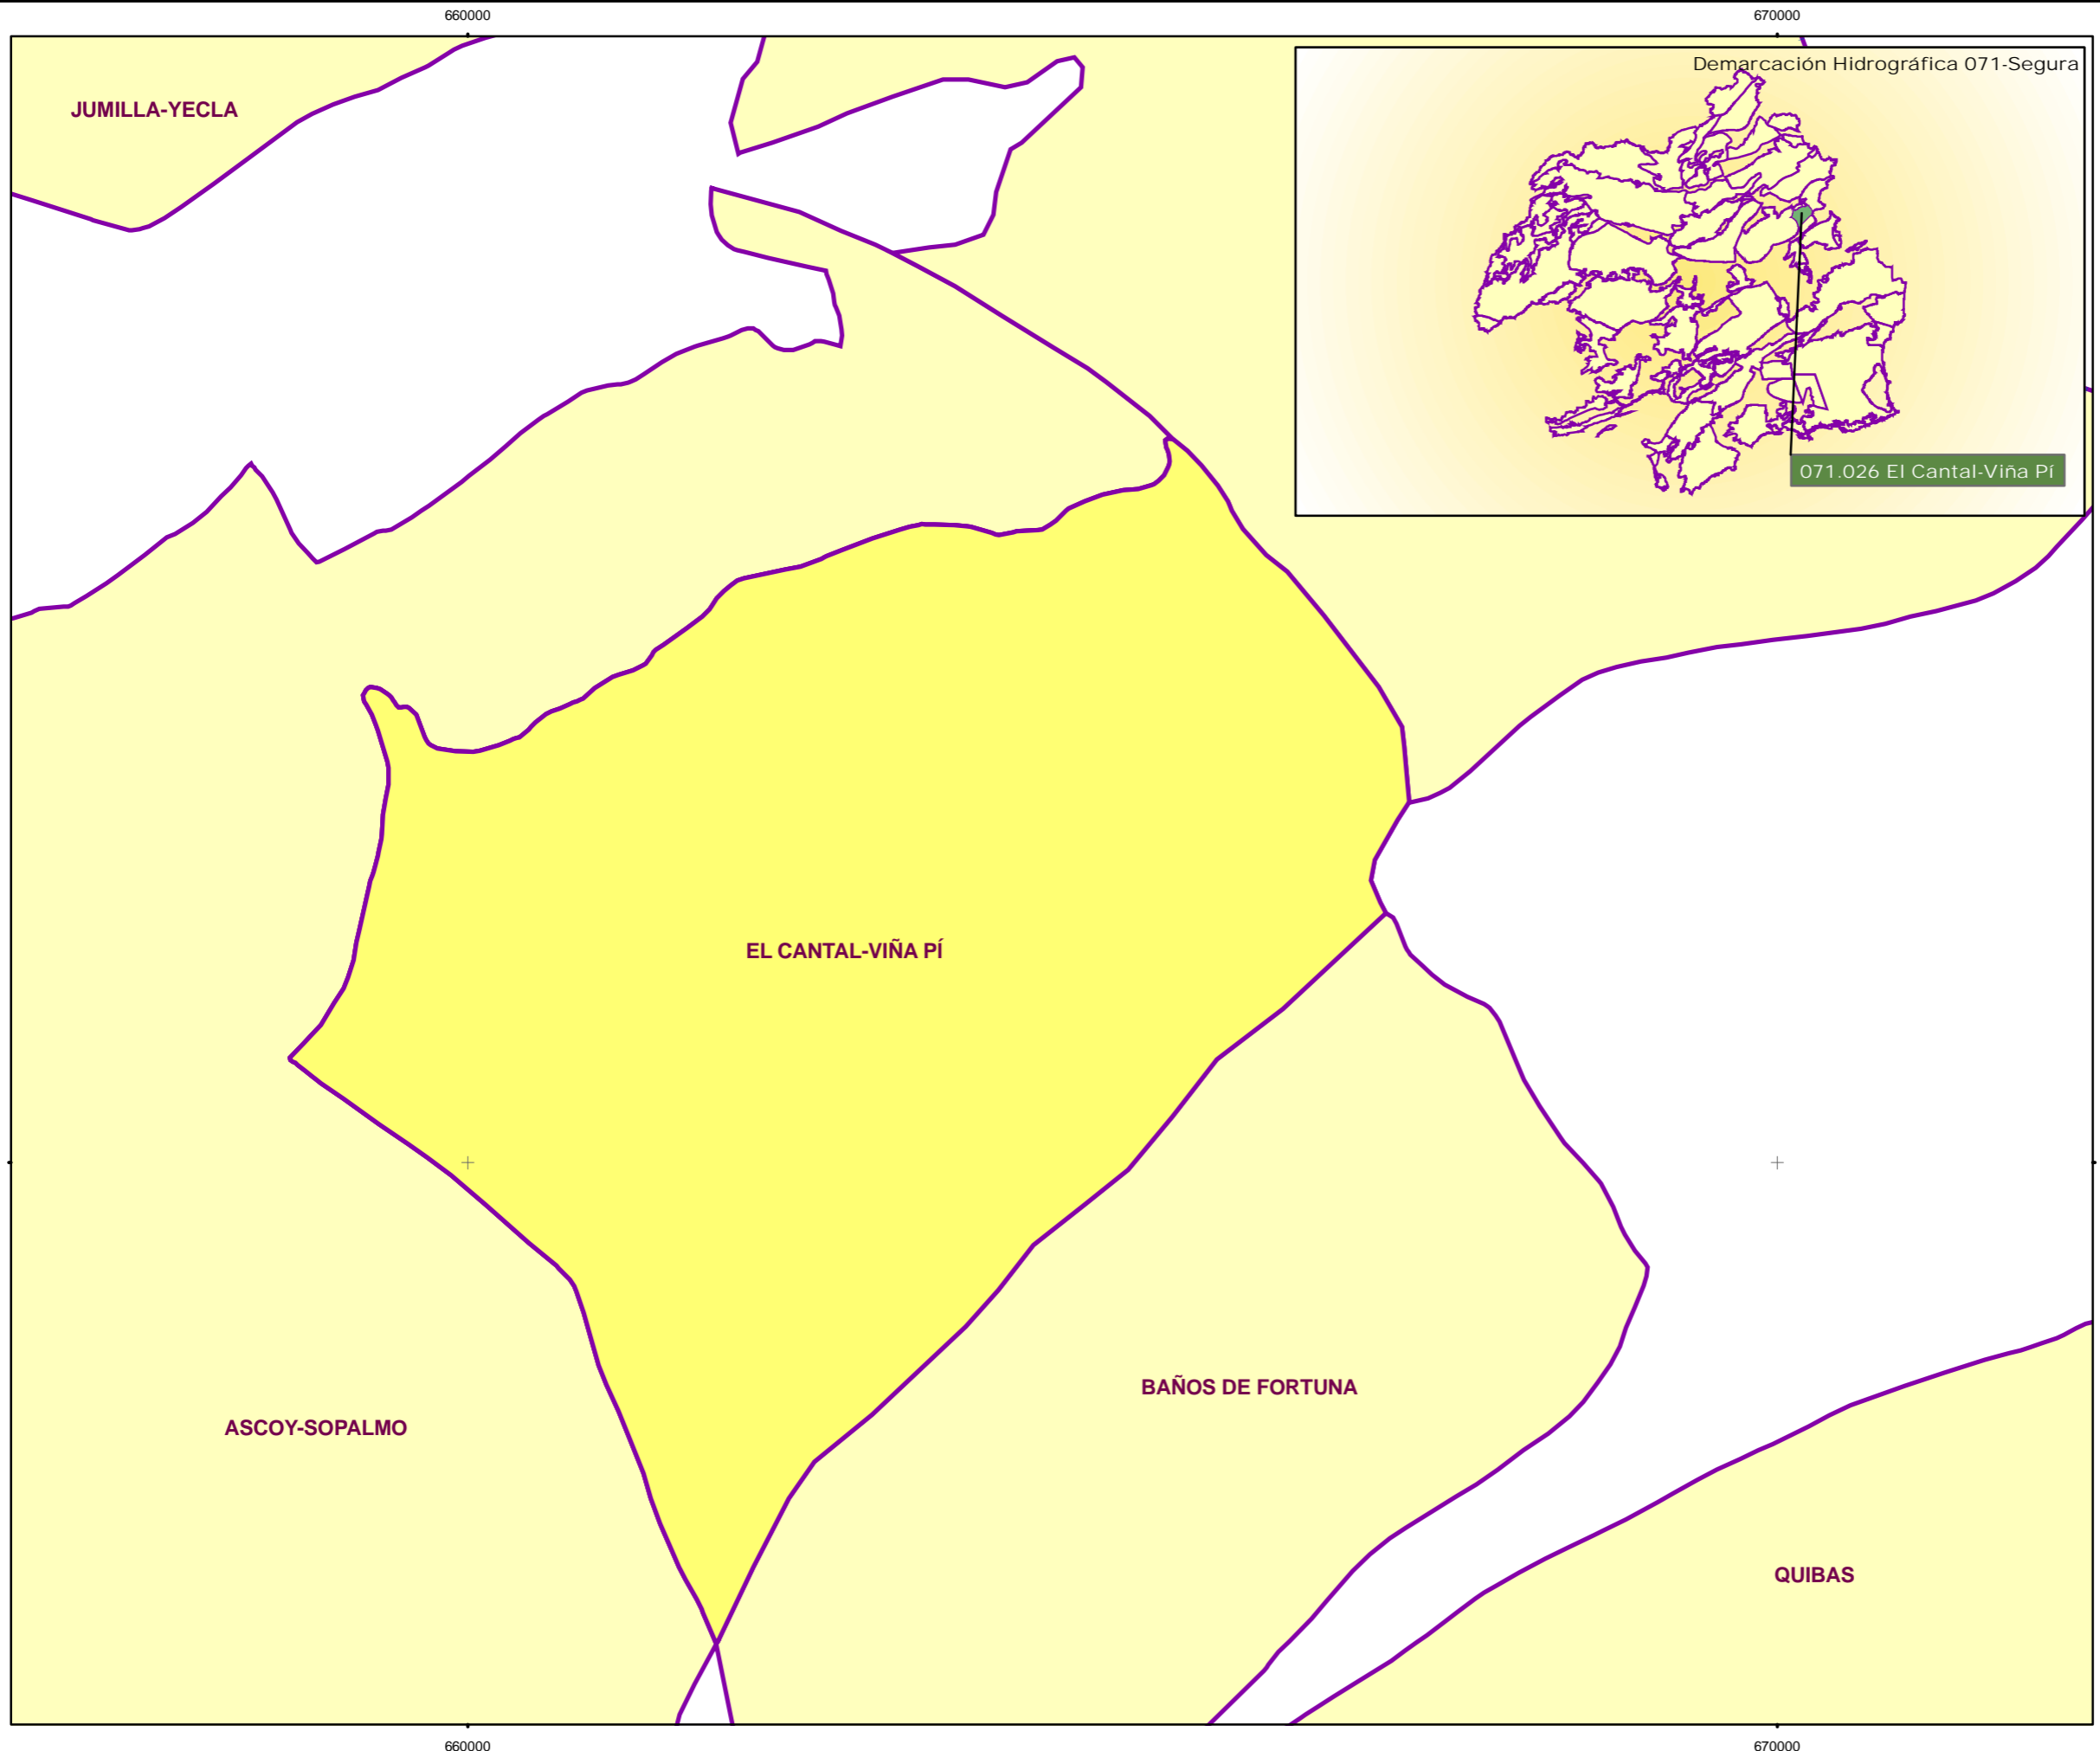 660000
670000
JUMILLA-YECLA
Demarcación Hidrográfica 071-Segura
071.026 El Cantal-Viña Pí
EL CANTAL-VIÑA PÍ
BAÑOS DE FORTUNA
ASCOY-SOPALMO
QUIBAS
660000
670000